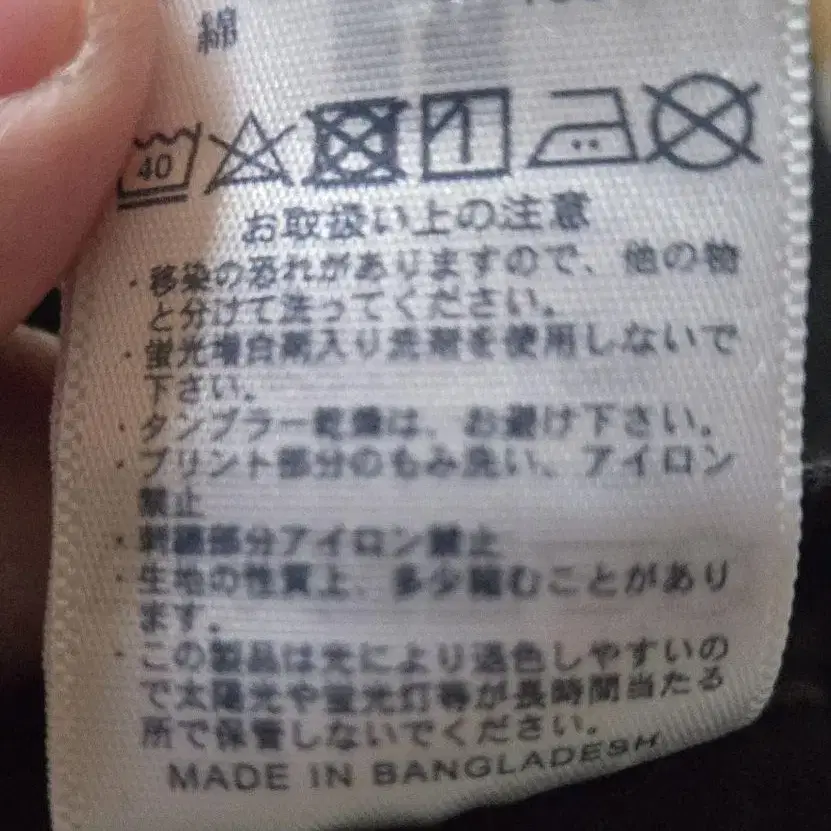 綿
40
お取扱い上の注意
・移染の恐れがありますので、他の物
と分けて洗ってください。
・蛍光増白剤入り洗剤を使用しないで
下さい。
・タンブラー乾燥は、お避け下さい。
・プリント部分のもみ洗い、アイロン
禁止
・刺繍部分アイロン禁止
・生地の性質上、多少縮むことがあり
ます。
・この製品は光により退色しやすいの
で太陽光や蛍光灯等が長時間当たる
所で保管しないでください。
MADE IN BANGLADESH